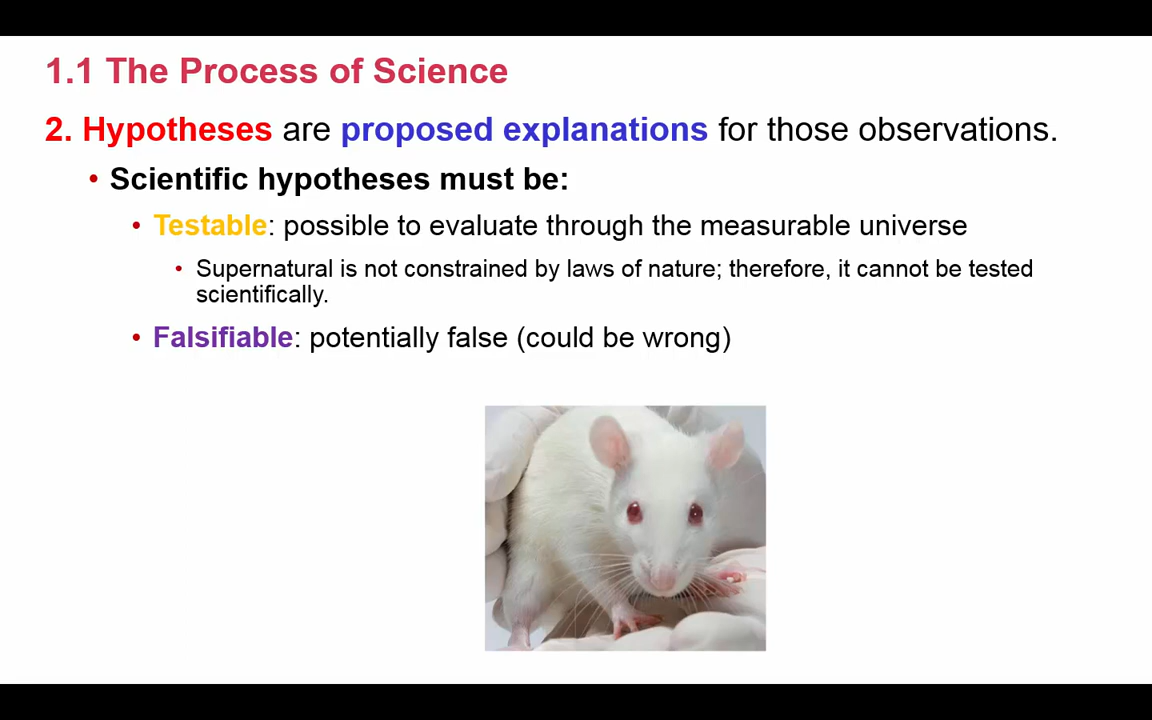 1.1 The Process of Science
2. Hypotheses are proposed explanations for those observations.
• Scientific hypotheses must be:
• Testable: possible to evaluate through the measurable universe
• Supernatural is not constrained by laws of nature; therefore, it cannot be tested
scientifically.
• Falsifiable: potentially false (could be wrong)